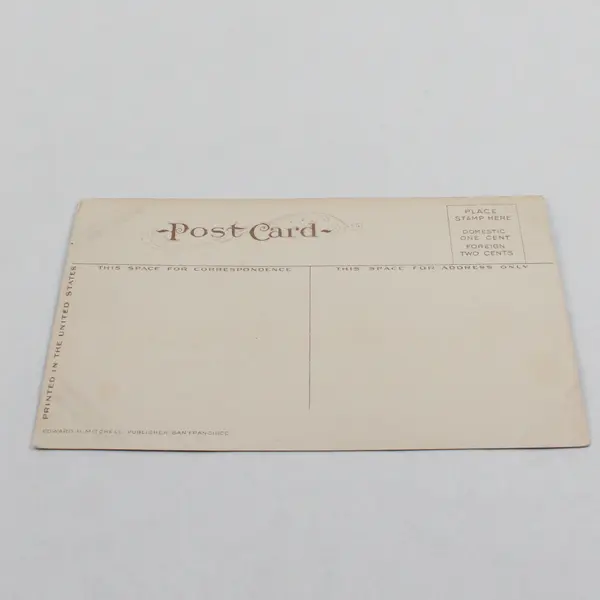 -Post Card-
PLACE
STAMP HERE
DOMESTIC
ONE CENT
FOREIGN
TWO CENTS
THIS SPACE FOR CORRESPONDENCE
THIS SPACE FOR ADDRESS ONLY
PRINTED IN THE UNITED STATES
EDWARD H. MITCHELL, PUBLISHER, SAN FRANCISCO